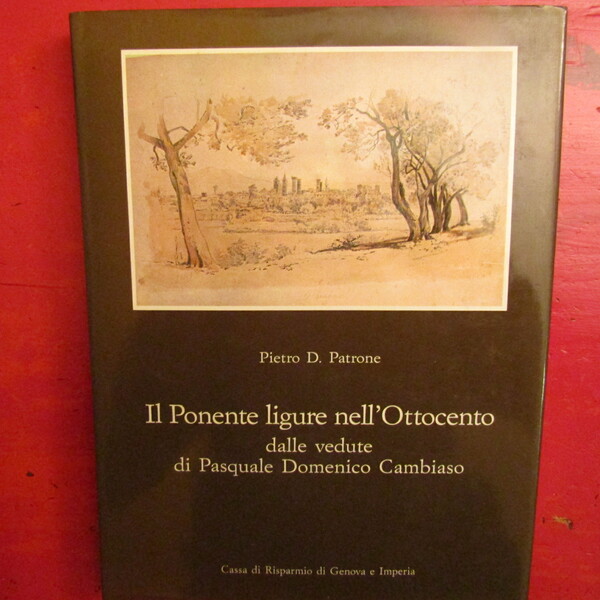 Pietro D. Patrone
Il Ponente ligure nell'Ottocento
dalle vedute
di Pasquale Domenico Cambiaso
Cassa di Risparmio di Genova e Imperia